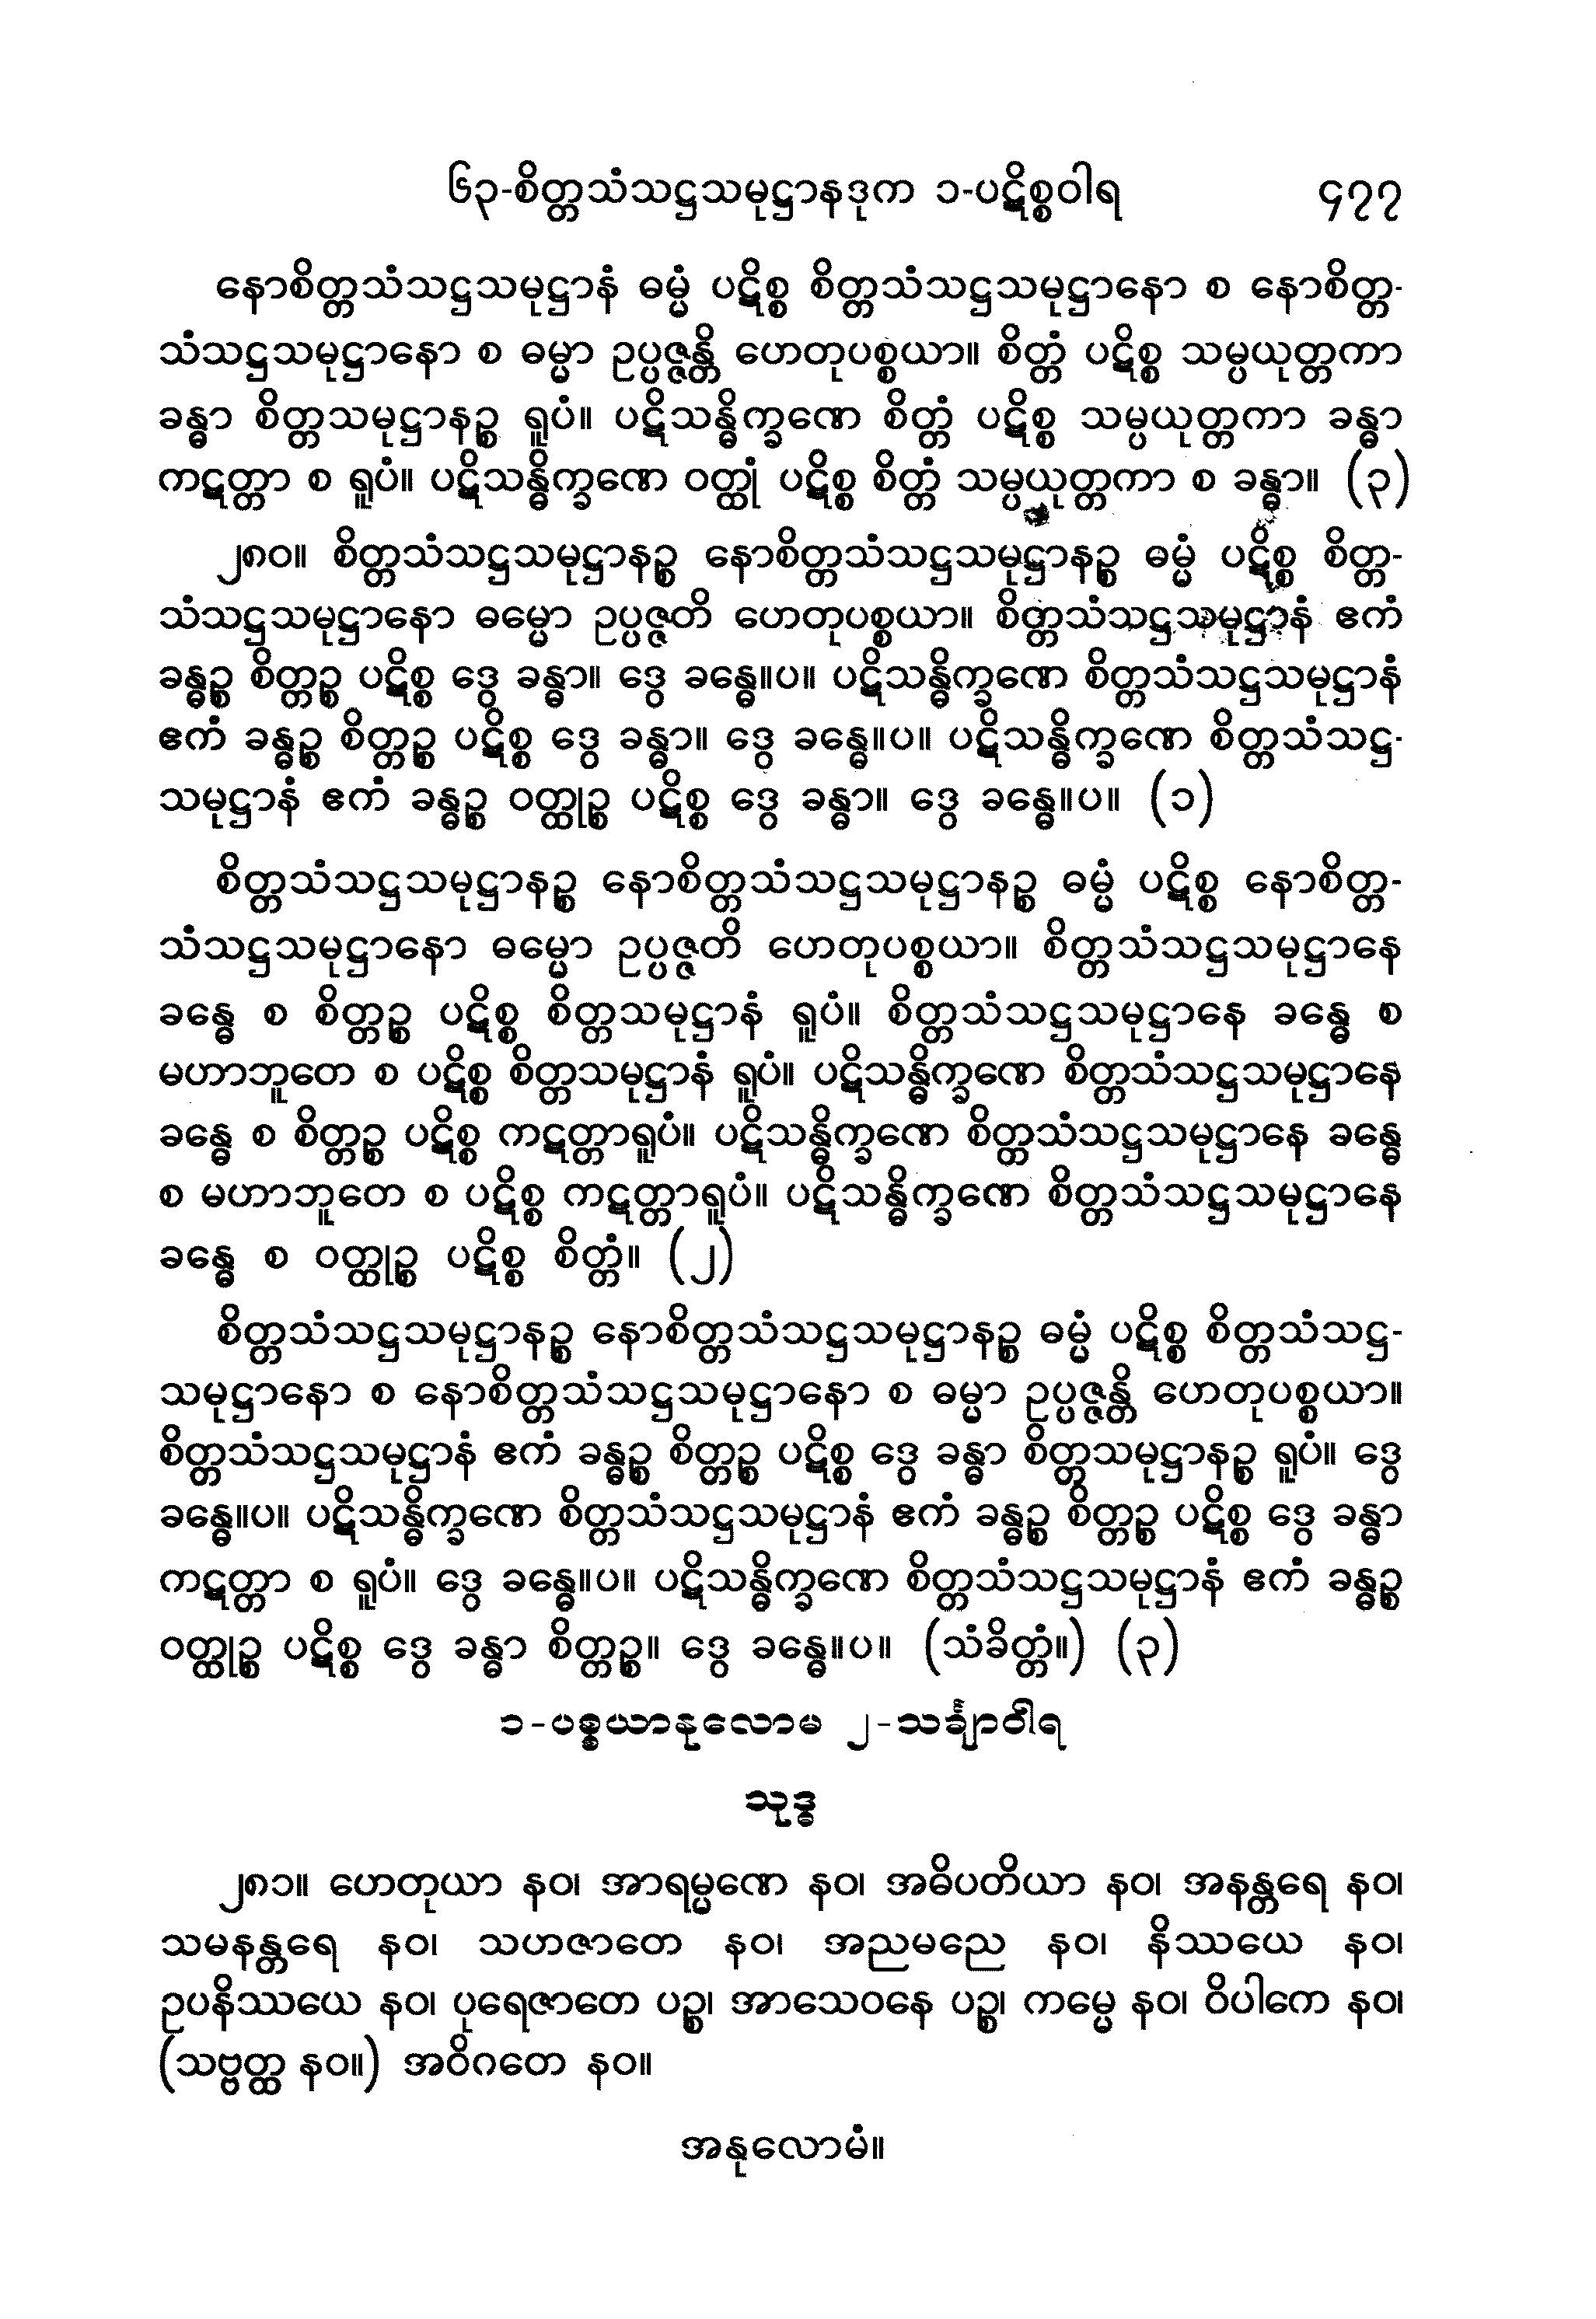 ၆၃-စိတ္တသံသဋ္ဌသမုဋ္ဌာနဒုက ၁-ပဋိစ္စဝါရ ၄၇၇
နောစိတ္တသံသဋ္ဌသမုဋ္ဌာနံ ဓမ္မံ ပဋိစ္စ စိတ္တသံသဋ္ဌသမုဋ္ဌာနော စ နောစိတ္တ-
သံသဋ္ဌသမုဋ္ဌာနော စ ဓမ္မာ ဥပ္ပဇ္ဇန္တိ ဟေတုပစ္စယာ။ စိတ္တံ ပဋိစ္စ သမ္ပယုတ္တကာ
ခန္ဓာ စိတ္တသမုဋ္ဌာနဉ္စ ရူပံ။ ပဋိသန္ဓိက္ခဏေ စိတ္တံ ပဋိစ္စ သမ္ပယုတ္တကာ ခန္ဓာ
ကဋတ္တာ စ ရူပံ။ ပဋိသန္ဓိက္ခဏေ ဝတ္ထုံ ပဋိစ္စ စိတ္တံ သမ္ပယုတ္တကာ စ ခန္ဓာ။ (၃)
၂၈၀။ စိတ္တသံသဋ္ဌသမုဋ္ဌာနဉ္စ နောစိတ္တသံသဋ္ဌသမုဋ္ဌာနဉ္စ ဓမ္မံ ပဋိစ္စ စိတ္တ-
သံသဋ္ဌသမုဋ္ဌာနော ဓမ္မော ဥပ္ပဇ္ဇတိ ဟေတုပစ္စယာ။ စိတ္တသံသဋ္ဌသမုဋ္ဌာနံ ဧကံ
ခန္ဓဉ္စ စိတ္တဉ္စ ပဋိစ္စ ဒွေ ခန္ဓာ။ ဒွေ ခန္ဓေ။ပ။ ပဋိသန္ဓိက္ခဏေ စိတ္တသံသဋ္ဌသမုဋ္ဌာနံ
ဧကံ ခန္ဓဉ္စ စိတ္တဉ္စ ပဋိစ္စ ဒွေ ခန္ဓာ။ ဒွေ ခန္ဓေ။ပ။ ပဋိသန္ဓိက္ခဏေ စိတ္တသံသဋ္ဌ-
သမုဋ္ဌာနံ ဧကံ ခန္ဓဉ္စ ဝတ္ထုဉ္စ ပဋိစ္စ ဒွေ ခန္ဓာ။ ဒွေ ခန္ဓေ။ပ။ (၁)
စိတ္တသံသဋ္ဌသမုဋ္ဌာနဉ္စ နောစိတ္တသံသဋ္ဌသမုဋ္ဌာနဉ္စ ဓမ္မံ ပဋိစ္စ နောစိတ္တ-
သံသဋ္ဌသမုဋ္ဌာနော ဓမ္မော ဥပ္ပဇ္ဇတိ ဟေတုပစ္စယာ။ စိတ္တသံသဋ္ဌသမုဋ္ဌာနေ
ခန္ဓေ စ စိတ္တဉ္စ ပဋိစ္စ စိတ္တသမုဋ္ဌာနံ ရူပံ။ စိတ္တသံသဋ္ဌသမုဋ္ဌာနေ ခန္ဓေ စ
မဟာဘူတေ စ ပဋိစ္စ စိတ္တသမုဋ္ဌာနံ ရူပံ။ ပဋိသန္ဓိက္ခဏေ စိတ္တသံသဋ္ဌသမုဋ္ဌာနေ
ခန္ဓေ စ စိတ္တဉ္စ ပဋိစ္စ ကဋတ္တာရူပံ။ ပဋိသန္ဓိက္ခဏေ စိတ္တသံသဋ္ဌသမုဋ္ဌာနေ ခန္ဓေ
စ မဟာဘူတေ စ ပဋိစ္စ ကဋတ္တာရူပံ။ ပဋိသန္ဓိက္ခဏေ စိတ္တသံသဋ္ဌသမုဋ္ဌာနေ
ခန္ဓေ စ ဝတ္ထုဉ္စ ပဋိစ္စ စိတ္တံ။ (၂)
စိတ္တသံသဋ္ဌသမုဋ္ဌာနဉ္စ နောစိတ္တသံသဋ္ဌသမုဋ္ဌာနဉ္စ ဓမ္မံ ပဋိစ္စ စိတ္တသံသဋ္ဌ-
သမုဋ္ဌာနော စ နောစိတ္တသံသဋ္ဌသမုဋ္ဌာနော စ ဓမ္မာ ဥပ္ပဇ္ဇန္တိ ဟေတုပစ္စယာ။
စိတ္တသံသဋ္ဌသမုဋ္ဌာနံ ဧကံ ခန္ဓဉ္စ စိတ္တဉ္စ ပဋိစ္စ ဒွေ ခန္ဓာ စိတ္တသမုဋ္ဌာနဉ္စ ရူပံ။ ဒွေ
ခန္ဓေ။ပ။ ပဋိသန္ဓိက္ခဏေ စိတ္တသံသဋ္ဌသမုဋ္ဌာနံ ဧကံ ခန္ဓဉ္စ စိတ္တဉ္စ ပဋိစ္စ ဒွေ ခန္ဓာ
ကဋတ္တာ စ ရူပံ။ ဒွေ ခန္ဓေ။ပ။ ပဋိသန္ဓိက္ခဏေ စိတ္တသံသဋ္ဌသမုဋ္ဌာနံ ဧကံ ခန္ဓဉ္စ
ဝတ္ထုဉ္စ ပဋိစ္စ ဒွေ ခန္ဓာ စိတ္တဉ္စ။ ဒွေ ခန္ဓေ။ပ။ (သံခိတ္တံ။) (၃)
၁-ပစ္စယာနုလောမ ၂-သင်္ချာဝါရ
သုဒ္ဓ
၂၈၁။ ဟေတုယာ နဝ၊ အာရမ္မဏေ နဝ၊ အဓိပတိယာ နဝ၊ အနန္တရေ နဝ၊
သမနန္တရေ နဝ၊ သဟဇာတေ နဝ၊ အညမညေ နဝ၊ နိဿယေ နဝ၊
ဥပနိဿယေ နဝ၊ ပုရေဇာတေ ပဉ္စ၊ အာသေဝနေ ပဉ္စ၊ ကမ္မေ နဝ၊ ဝိပါကေ နဝ၊
(သဗ္ဗတ္ထ နဝ။) အဝိဂတေ နဝ။
အနုလောမံ။